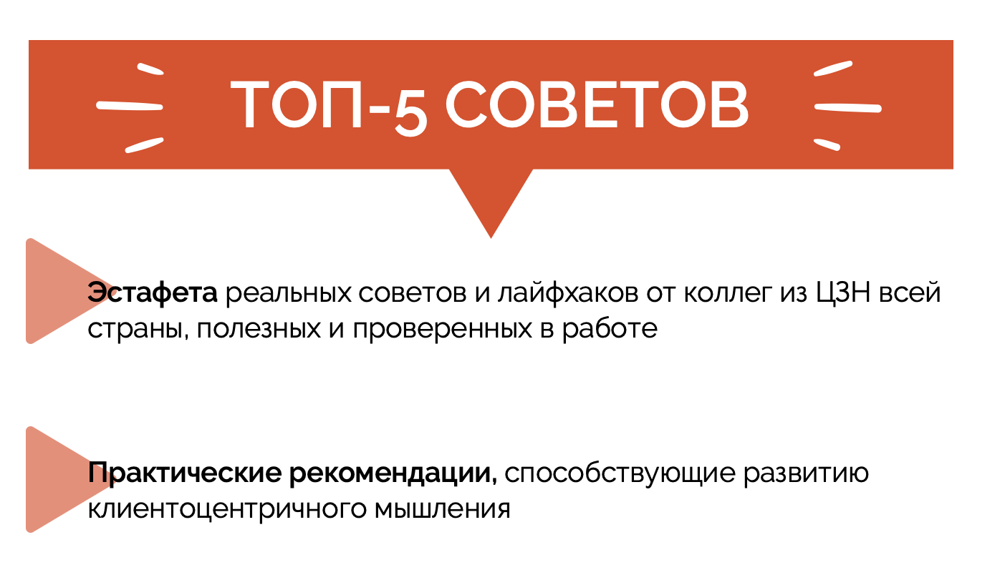 ТОП-5 СОВЕТОВ
Эстафета реальных советов и лайфхаков от коллег из ЦЗН всей
страны, полезных и проверенных в работе
Практические рекомендации, способствующие развитию
клиентоцентричного мышления